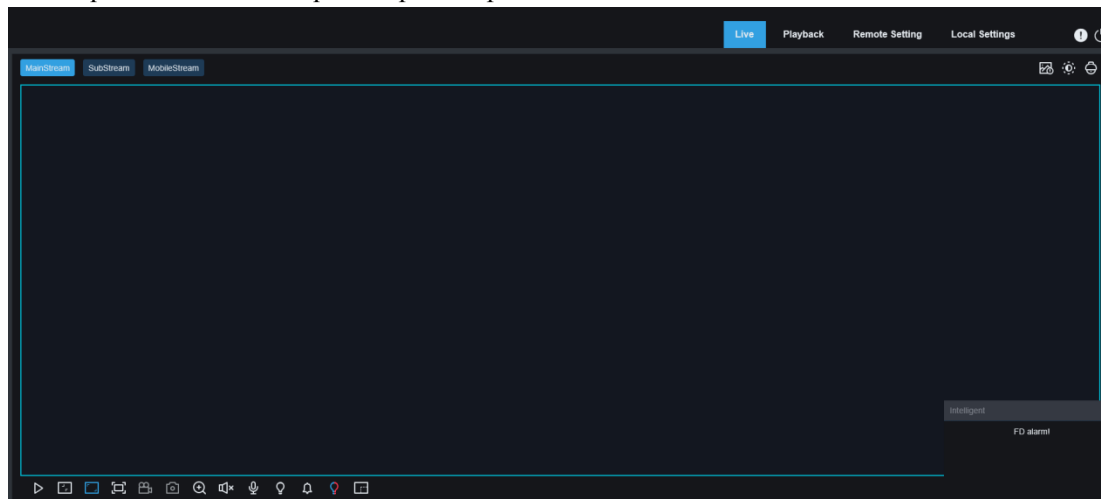 Live Playback Remote Setting Local Settings
MainStream SubStream MobileStream
Intelligent
FD alarm!